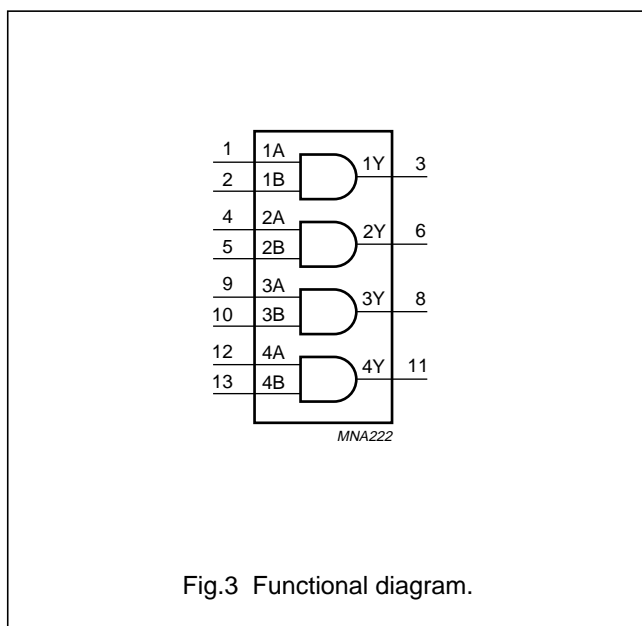 1 1A 1Y 3
2 1B
4 2A 2Y 6
5 2B
9 3A 3Y 8
10 3B
12 4A 4Y 11
13 4B
MNA222
Fig.3 Functional diagram.